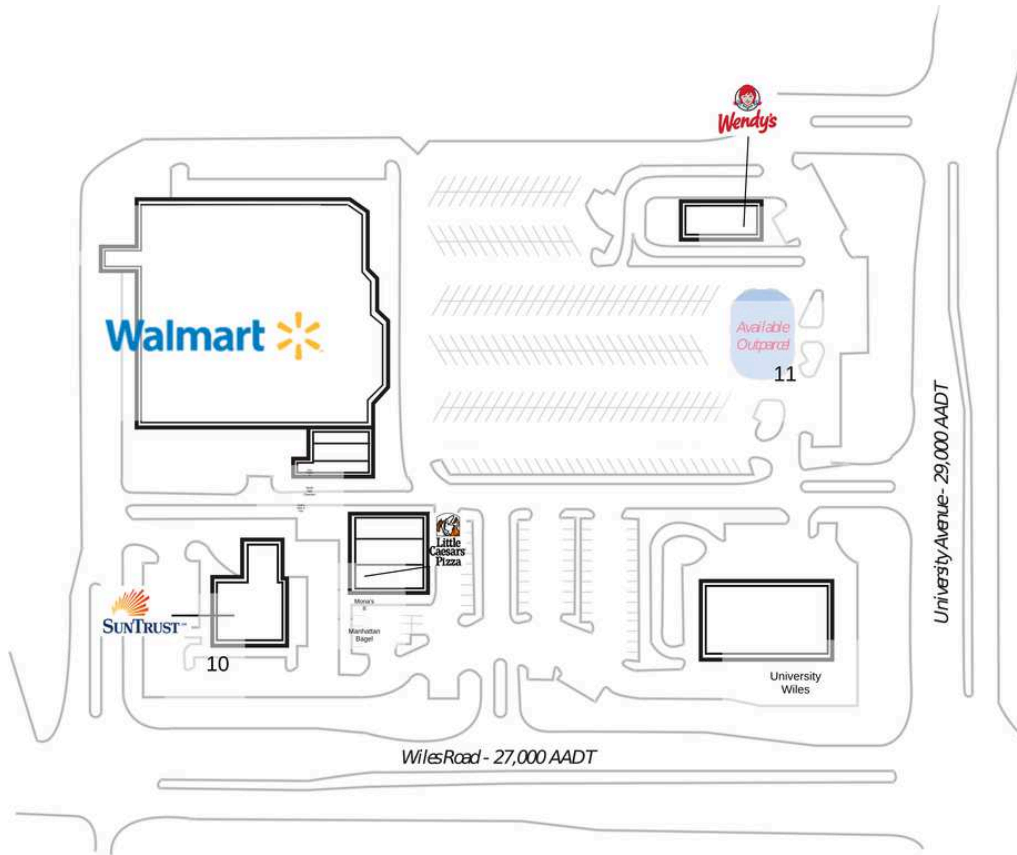 Wendy's
Walmart
Available
Outparcel
11
University Avenue - 29,000 AADT
Little
Caesars
Pizza
SUNTRUST
Mona's
Manhattan
Bagel
10
University
Wiles
Wiles Road - 27,000 AADT